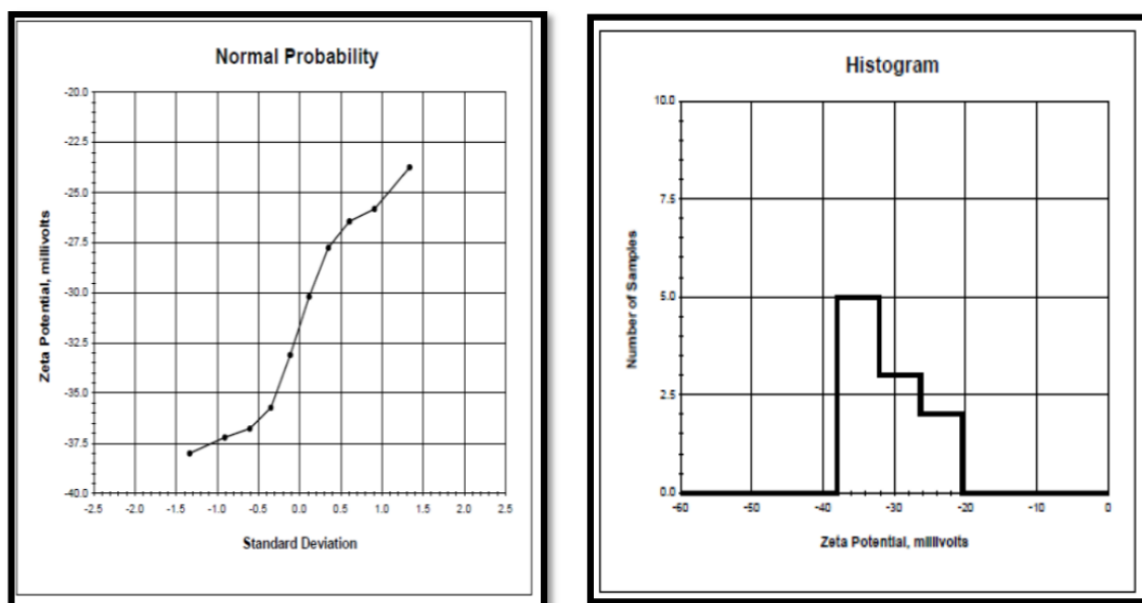 Normal Probability
-20.0
-22.5
-25.0
-27.5
-30.0
-32.5
-35.0
-37.5
-40.0
Zeta Potential, millivolts
-2.5 -2.0 -1.5 -1.0 -0.5 0.0 0.5 1.0 1.5 2.0 2.5
Standard Deviation
Histogram
10.0
7.5
5.0
2.5
0.0
Number of Samples
-60 -50 -40 -30 -20 -10 0
Zeta Potential, millivolts